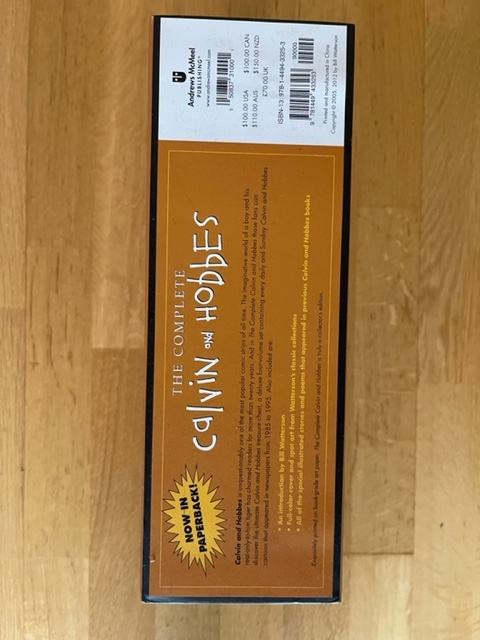 NOW IN
PAPERBACK!
THE COMPLETE
Calvin and Hobbes
Calvin and Hobbes is unquestionably one of the most popular comic strips of all time. The imaginative world of a boy and his
real-only-to-him tiger has charmed readers for more than twenty years. And in The Complete Calvin and Hobbes those fans can
discover the ultimate Calvin and Hobbes treasure chest, a deluxe four-volume set containing every daily and Sunday Calvin and Hobbes
cartoon that appeared in newspapers from 1985 to 1995. Also included are:
* An introduction by Bill Watterson
* Full-color cover and spot art from Watterson's classic collections
* All of the special illustrated stories and poems that appeared in previous Calvin and Hobbes books
Exquisitely printed on book-grade art paper, The Complete Calvin and Hobbes is truly a collector's edition.
Andrews McMeel
PUBLISHING®
www.andrewsmcmeel.com
$100.00 USA $100.00 CAN
$110.00 AUS $150.00 NZD
£70.00 UK
ISBN-13: 978-1-4494-3325-3
90000
9 781449 433253
Printed and manufactured in China
Copyright © 2005, 2012 by Bill Watterson